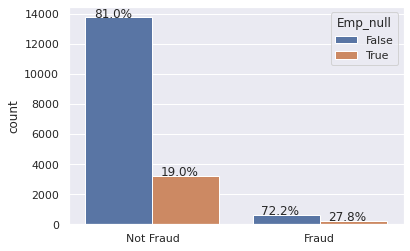 14000
12000
10000
8000
6000
4000
2000
0
count
81.0%
19.0%
72.2%
27.8%
Not Fraud
Fraud
Emp_null
False
True